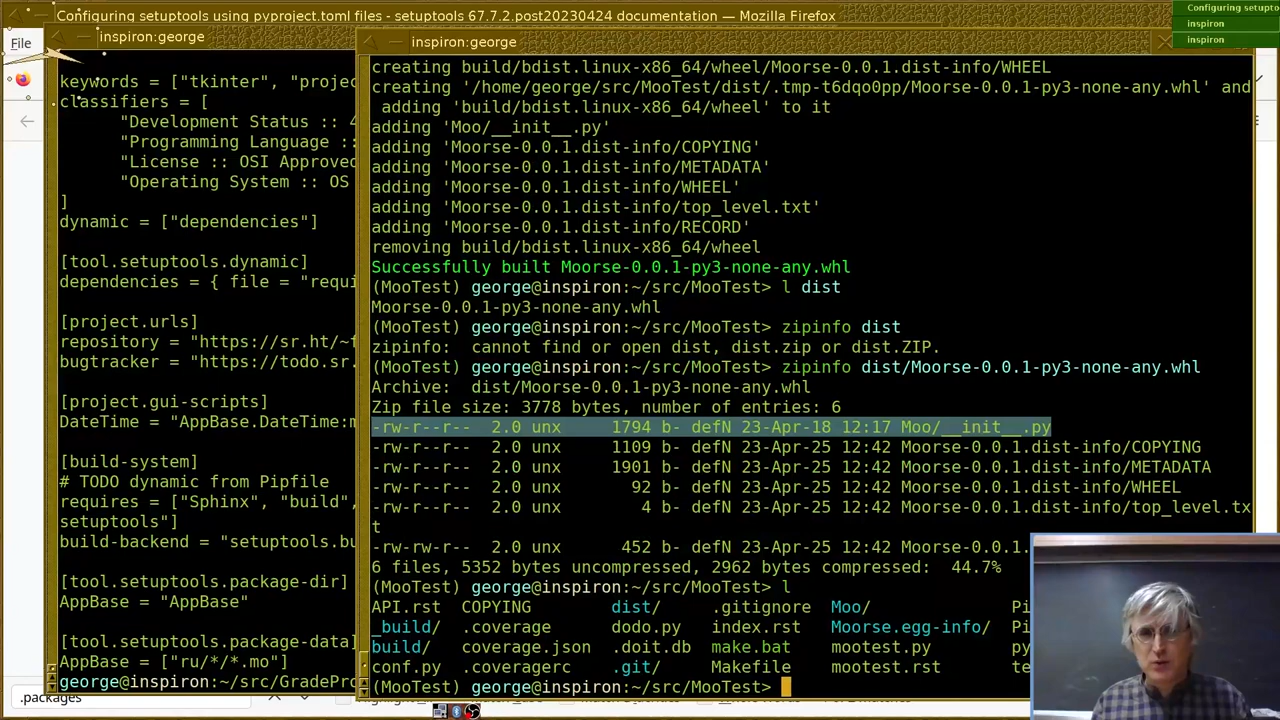 Configuring setuptools using pyproject.toml files - setuptools 67.7.2.post20230424 documentation — Mozilla Firefox
Configuring setupto
inspiron
inspiron
File
inspiron:george
keywords = ["tkinter", "proje
classifiers = [
"Development Status :: 4
"Programming Language ::
"License :: OSI Approved
"Operating System :: OS
]
dynamic = ["dependencies"]
[tool.setuptools.dynamic]
dependencies = { file = "requi
[project.urls]
repository = "https://sr.ht/~f
bugtracker = "https://todo.sr.
[project.gui-scripts]
DateTime = "AppBase.DateTime:m
[build-system]
# TODO dynamic from Pipfile
requires = ["Sphinx", "build",
setuptools"]
build-backend = "setuptools.bu
[tool.setuptools.package-dir]
AppBase = "AppBase"
[tool.setuptools.package-data]
AppBase = ["ru/*/*.mo"]
george@inspiron:~/src/GradePro
.packages
inspiron:george
creating build/bdist.linux-x86_64/wheel/Moorse-0.0.1.dist-info/WHEEL
creating '/home/george/src/MooTest/dist/.tmp-t6dqo0pp/Moorse-0.0.1-py3-none-any.whl' and
adding 'build/bdist.linux-x86_64/wheel' to it
adding 'Moo/__init__.py'
adding 'Moorse-0.0.1.dist-info/COPYING'
adding 'Moorse-0.0.1.dist-info/METADATA'
adding 'Moorse-0.0.1.dist-info/WHEEL'
adding 'Moorse-0.0.1.dist-info/top_level.txt'
adding 'Moorse-0.0.1.dist-info/RECORD'
removing build/bdist.linux-x86_64/wheel
Successfully built Moorse-0.0.1-py3-none-any.whl
(MooTest) george@inspiron:~/src/MooTest> l dist
Moorse-0.0.1-py3-none-any.whl
(MooTest) george@inspiron:~/src/MooTest> zipinfo dist
zipinfo:  cannot find or open dist, dist.zip or dist.ZIP.
(MooTest) george@inspiron:~/src/MooTest> zipinfo dist/Moorse-0.0.1-py3-none-any.whl
Archive:  dist/Moorse-0.0.1-py3-none-any.whl
Zip file size: 3778 bytes, number of entries: 6
-rw-r--r--  2.0 unx     1794 b- defN 23-Apr-18 12:17 Moo/__init__.py
-rw-r--r--  2.0 unx     1109 b- defN 23-Apr-25 12:42 Moorse-0.0.1.dist-info/COPYING
-rw-r--r--  2.0 unx     1901 b- defN 23-Apr-25 12:42 Moorse-0.0.1.dist-info/METADATA
-rw-r--r--  2.0 unx       92 b- defN 23-Apr-25 12:42 Moorse-0.0.1.dist-info/WHEEL
-rw-r--r--  2.0 unx        4 b- defN 23-Apr-25 12:42 Moorse-0.0.1.dist-info/top_level.tx
t
-rw-rw-r--  2.0 unx      452 b- defN 23-Apr-25 12:42 Moorse-0.0.1.
6 files, 5352 bytes uncompressed, 2962 bytes compressed:  44.7%
(MooTest) george@inspiron:~/src/MooTest> l
API.rst  COPYING  dist/  .gitignore  Moo/  Pi
_build/  .coverage  dodo.py  index.rst  Moorse.egg-info/  Pi
build/  .coverage.json  .doit.db  make.bat  mootest.py  py
conf.py  .coveragerc  .git/  Makefile  mootest.rst  te
(MooTest) george@inspiron:~/src/MooTest>